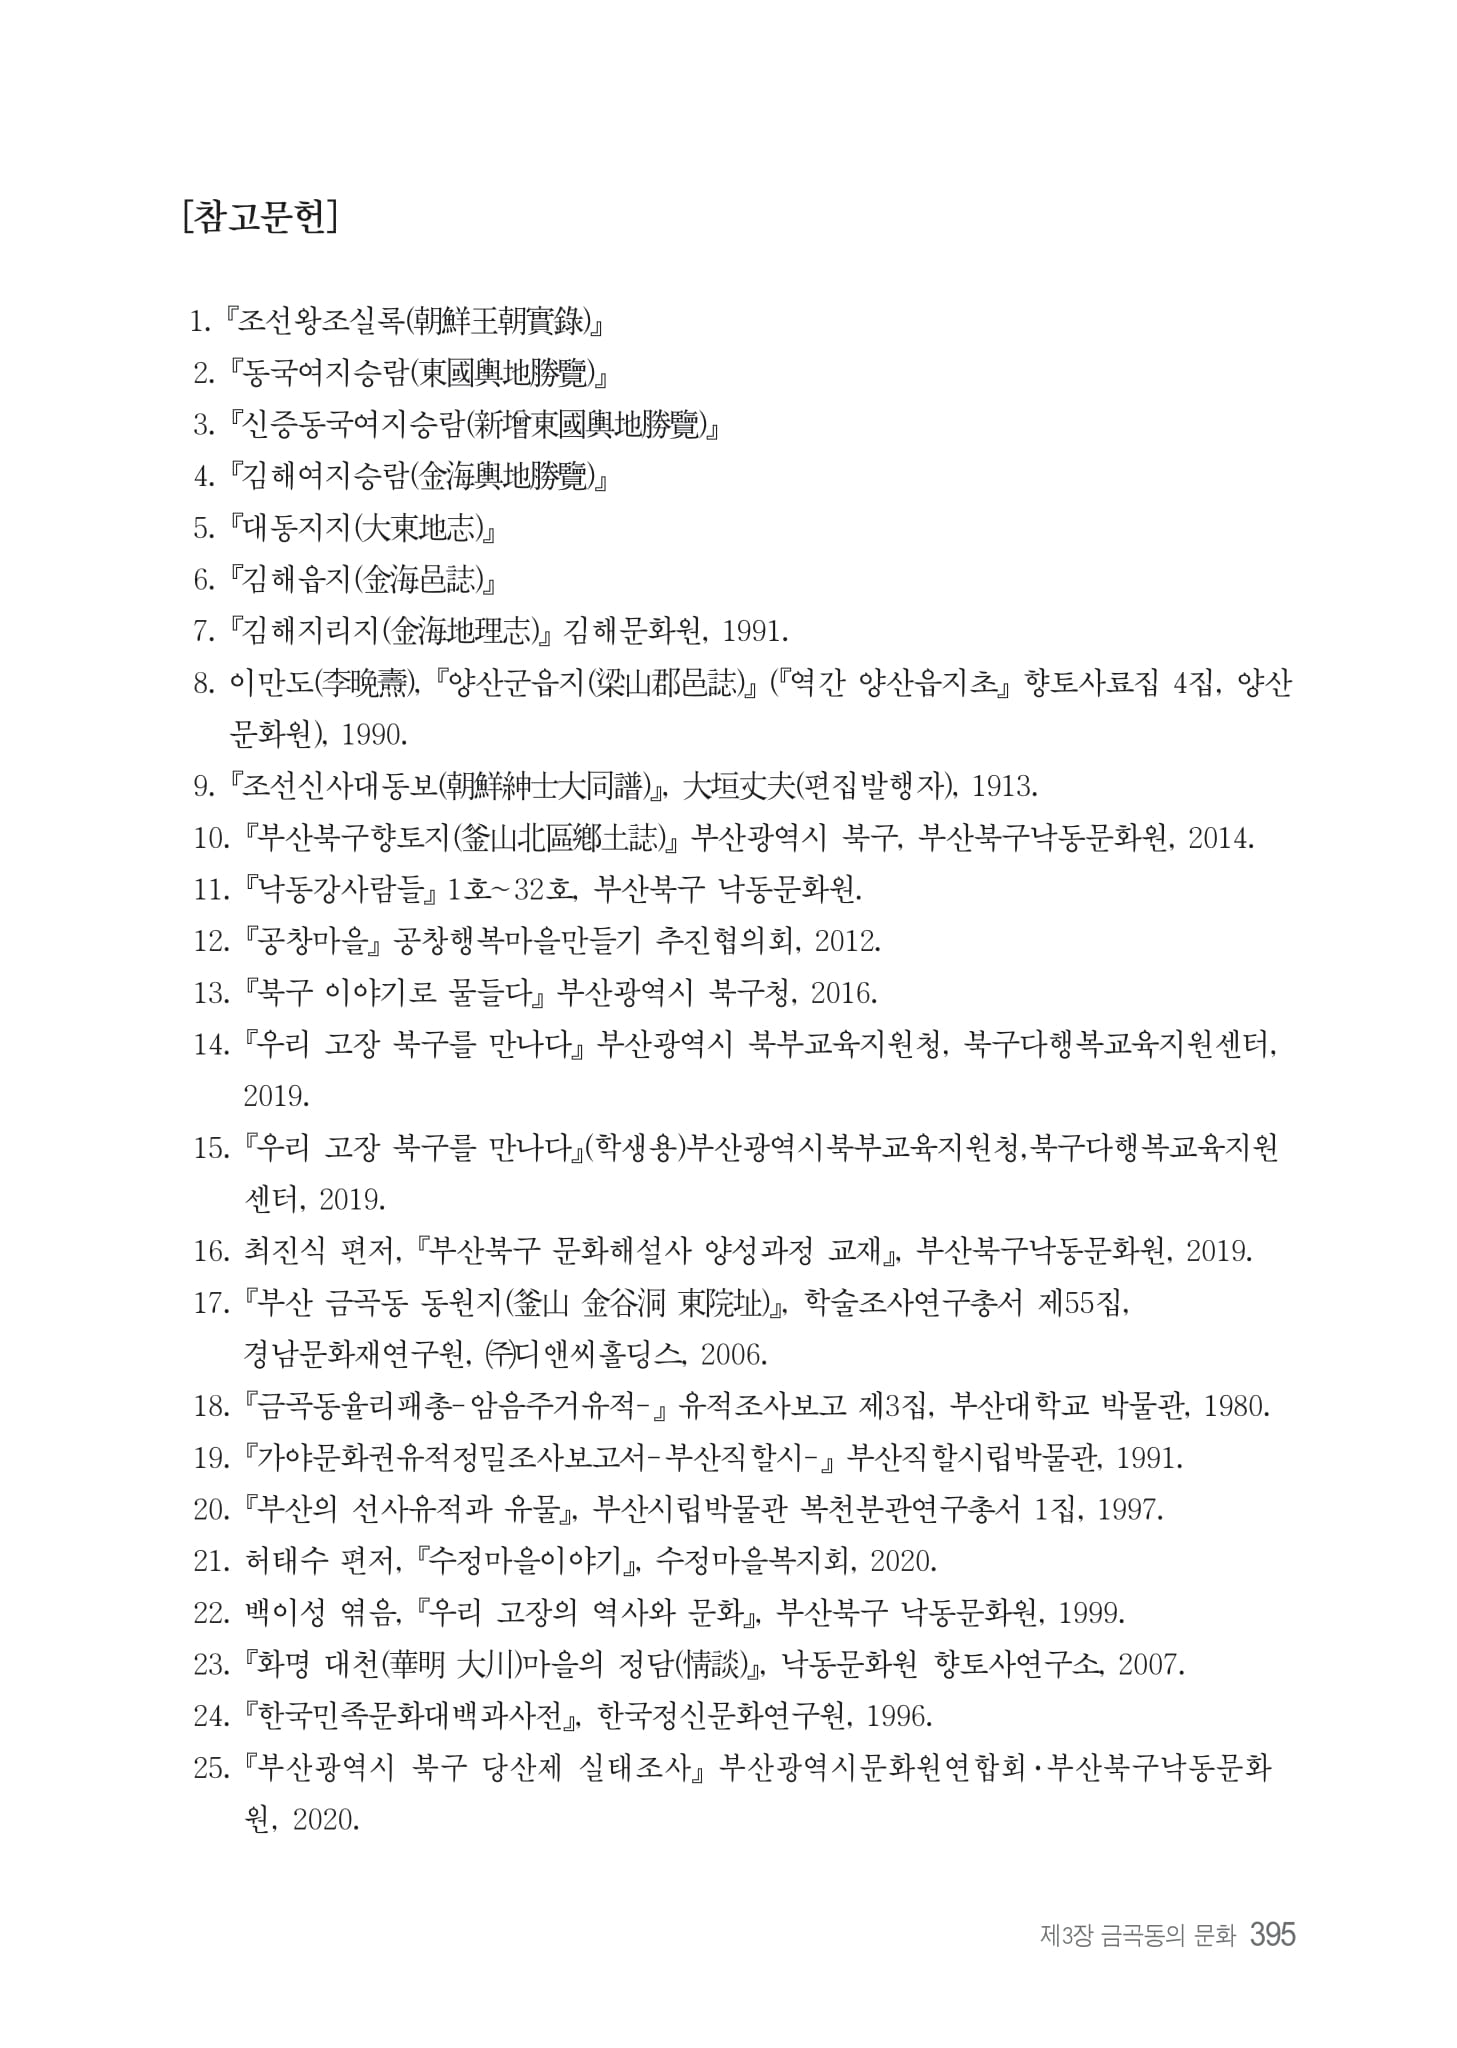 [참고문헌]
1. 『조선왕조실록(朝鮮王朝實錄)』
2. 『동국여지승람(東國輿地勝覽)』
3. 『신증동국여지승람(新增東國輿地勝覽)』
4. 『김해여지승람(金海輿地勝覽)』
5. 『대동지지(大東地志)』
6. 『김해읍지(金海邑誌)』
7. 『김해지리지(金海地理志)』 김해문화원, 1991.
8. 이만도(李晩燾), 『양산군읍지(梁山郡邑誌)』 (『역간 양산읍지초』 향토사료집 4집, 양산
문화원), 1990.
9. 『조선신사대동보(朝鮮紳士大同譜)』, 大垣丈夫(편집발행자), 1913.
10. 『부산북구향토지(釜山北區鄕土誌)』 부산광역시 북구, 부산북구낙동문화원, 2014.
11. 『낙동강사람들』 1호~32호, 부산북구 낙동문화원.
12. 『공창마을』 공창행복마을만들기 추진협의회, 2012.
13. 『북구 이야기로 물들다』 부산광역시 북구청, 2016.
14. 『우리 고장 북구를 만나다』 부산광역시 북부교육지원청, 북구다행복교육지원센터,
2019.
15. 『우리 고장 북구를 만나다』(학생용)부산광역시북부교육지원청,북구다행복교육지원
센터, 2019.
16. 최진식 편저, 『부산북구 문화해설사 양성과정 교재』, 부산북구낙동문화원, 2019.
17. 『부산 금곡동 동원지(釜山 金谷洞 東院址)』, 학술조사연구총서 제55집,
경남문화재연구원, ㈜디앤씨홀딩스, 2006.
18. 『금곡동율리패총-암음주거유적-』 유적조사보고 제3집, 부산대학교 박물관, 1980.
19. 『가야문화권유적정밀조사보고서-부산직할시-』 부산직할시립박물관, 1991.
20. 『부산의 선사유적과 유물』, 부산시립박물관 복천분관연구총서 1집, 1997.
21. 허태수 편저, 『수정마을이야기』, 수정마을복지회, 2020.
22. 백이성 엮음, 『우리 고장의 역사와 문화』, 부산북구 낙동문화원, 1999.
23. 『화명 대천(華明 大川)마을의 정담(情談)』, 낙동문화원 향토사연구소, 2007.
24. 『한국민족문화대백과사전』, 한국정신문화연구원, 1996.
25. 『부산광역시 북구 당산제 실태조사』 부산광역시문화원연합회·부산북구낙동문화
원, 2020.
제3장 금곡동의 문화 395